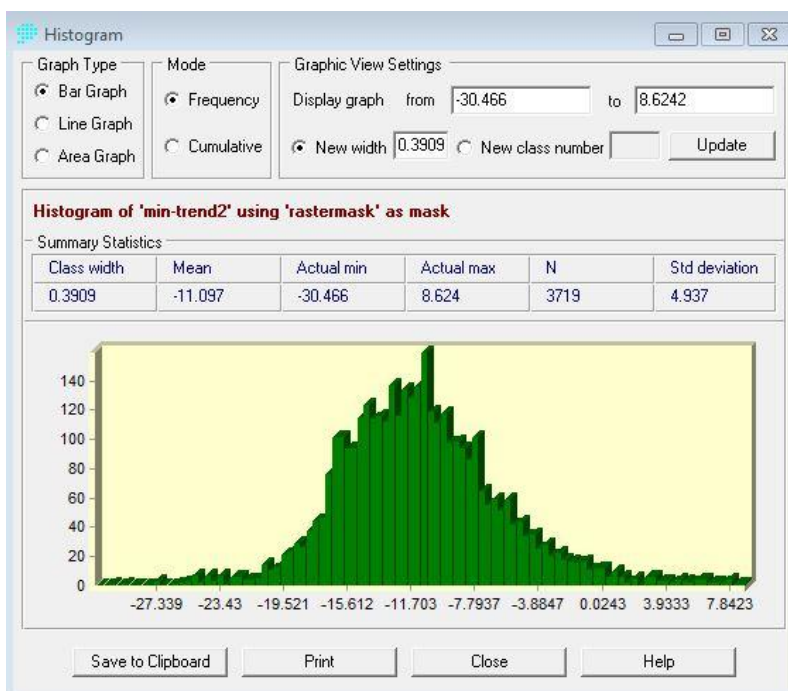 Histogram
Graph Type
Bar Graph
Line Graph
Area Graph
Mode
Frequency
Cumulative
Graphic View Settings
Display graph from -30.466 to 8.6242
New width 0.3909 New class number Update
Histogram of 'min-trend2' using 'rastermask' as mask
Summary Statistics
Class width Mean Actual min Actual max N Std deviation
0.3909 -11.097 -30.466 8.624 3719 4.937
140
120
100
80
60
40
20
0
-27.339 -23.43 -19.521 -15.612 -11.703 -7.7937 -3.8847 0.0243 3.9333 7.8423
Save to Clipboard Print Close Help